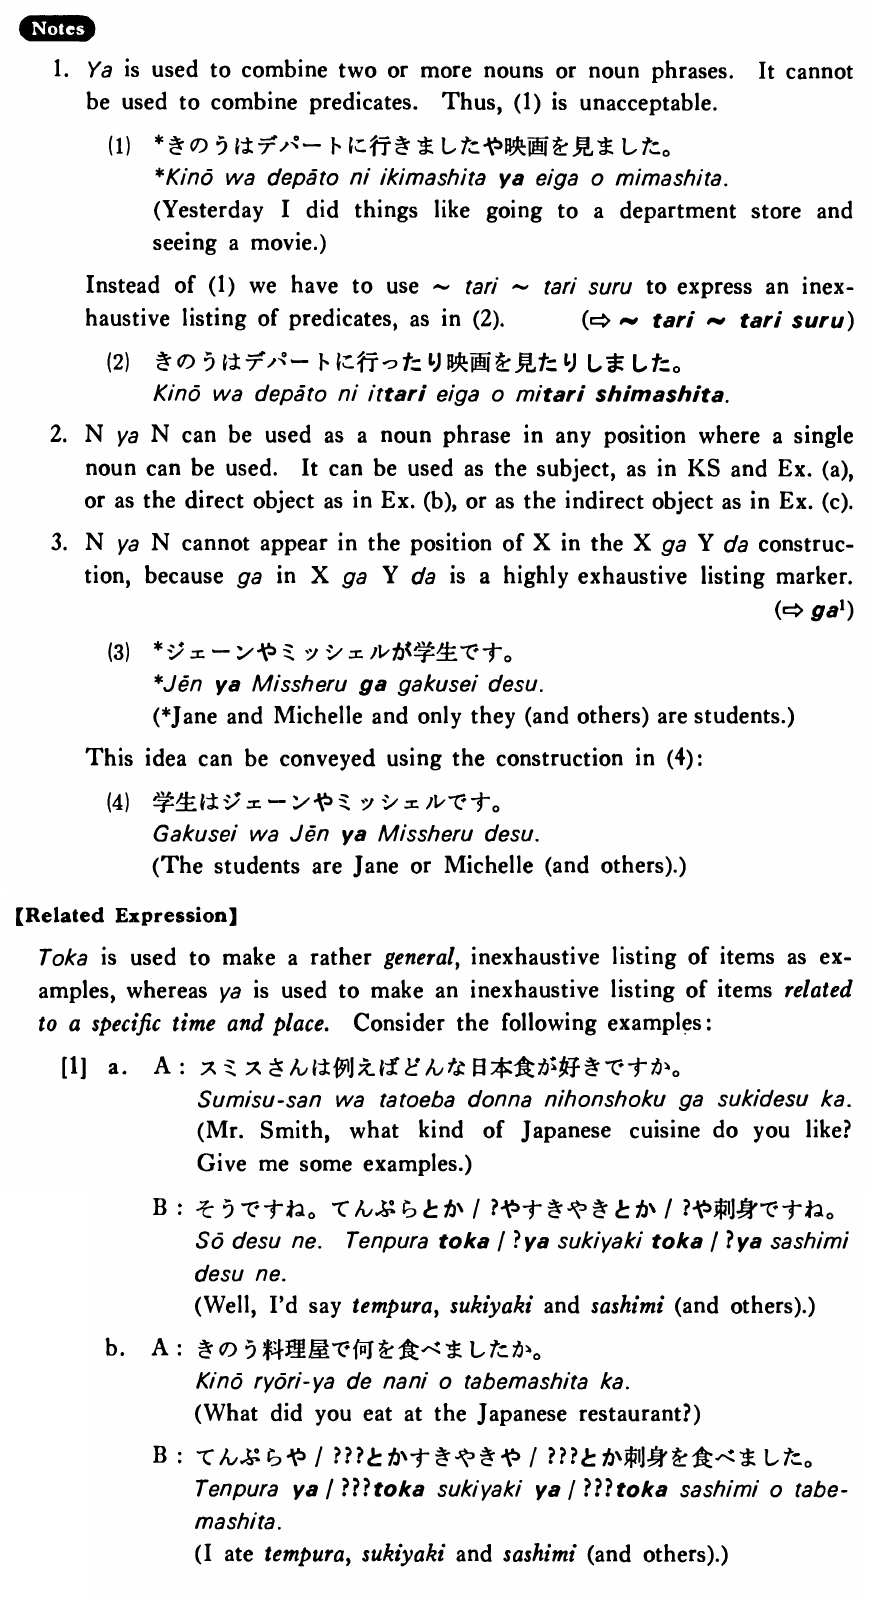 Notes
1. Ya is used to combine two or more nouns or noun phrases. It cannot
be used to combine predicates. Thus, (1) is unacceptable.
(1) *きのうはデパートに行きましたや映画を見ました。
*Kinō wa depāto ni ikimashita ya eiga o mimashita.
(Yesterday I did things like going to a department store and
seeing a movie.)
Instead of (1) we have to use ~ tari ~ tari suru to express an inex-
haustive listing of predicates, as in (2). (⇨ ~ tari ~ tari suru)
(2) きのうはデパートに行ったり映画を見たりしました。
Kinō wa depāto ni ittari eiga o mitari shimashita.
2. N ya N can be used as a noun phrase in any position where a single
noun can be used. It can be used as the subject, as in KS and Ex. (a),
or as the direct object as in Ex. (b), or as the indirect object as in Ex. (c).
3. N ya N cannot appear in the position of X in the X ga Y da construc-
tion, because ga in X ga Y da is a highly exhaustive listing marker.
(⇨ ga¹)
(3) *ジェーンやミッシェルが学生です。
*Jēn ya Missheru ga gakusei desu.
(*Jane and Michelle and only they (and others) are students.)
This idea can be conveyed using the construction in (4):
(4) 学生はジェーンやミッシェルです。
Gakusei wa Jēn ya Missheru desu.
(The students are Jane or Michelle (and others).)
【Related Expression】
Toka is used to make a rather general, inexhaustive listing of items as ex-
amples, whereas ya is used to make an inexhaustive listing of items related
to a specific time and place. Consider the following examples:
[1] a. A: スミスさんは例えばどんな日本食が好きですか。
Sumisu-san wa tatoeba donna nihonshoku ga sukidesu ka.
(Mr. Smith, what kind of Japanese cuisine do you like?
Give me some examples.)
B: そうですね。てんぷらとか / ?やすきやきとか / ?や刺身ですね。
Sō desu ne. Tenpura toka / ?ya sukiyaki toka / ?ya sashimi
desu ne.
(Well, I'd say tempura, sukiyaki and sashimi (and others).)
b. A: きのう料理屋で何を食べましたか。
Kinō ryōri-ya de nani o tabemashita ka.
(What did you eat at the Japanese restaurant?)
B: てんぷらや / ???とかすきやきや / ???とか刺身を食べました。
Tenpura ya / ???toka sukiyaki ya / ???toka sashimi o tabe-
mashita.
(I ate tempura, sukiyaki and sashimi (and others).)